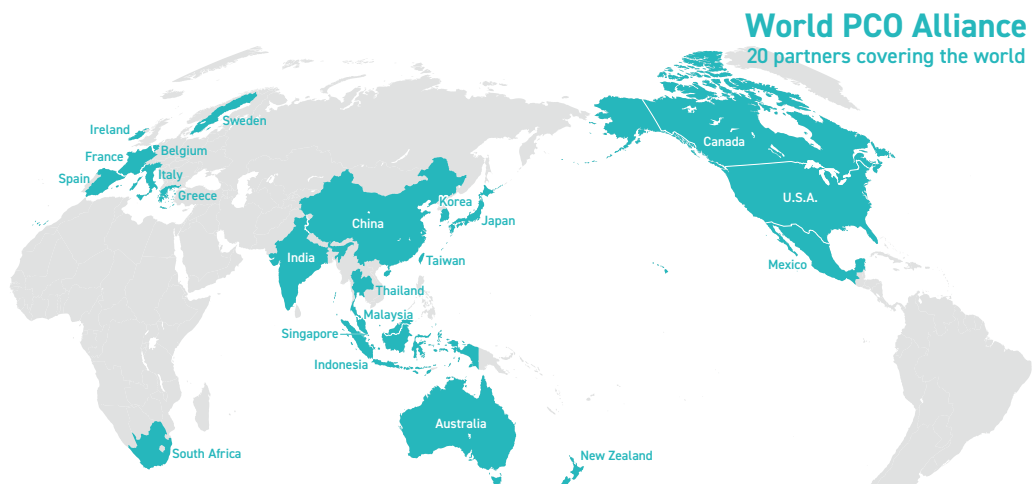 World PCO Alliance
20 partners covering the world
Sweden
Ireland
Belgium
France
Italy
Spain
Greece
Canada
U.S.A.
Mexico
Korea
Japan
China
India
Taiwan
Thailand
Malaysia
Singapore
Indonesia
Australia
South Africa
New Zealand